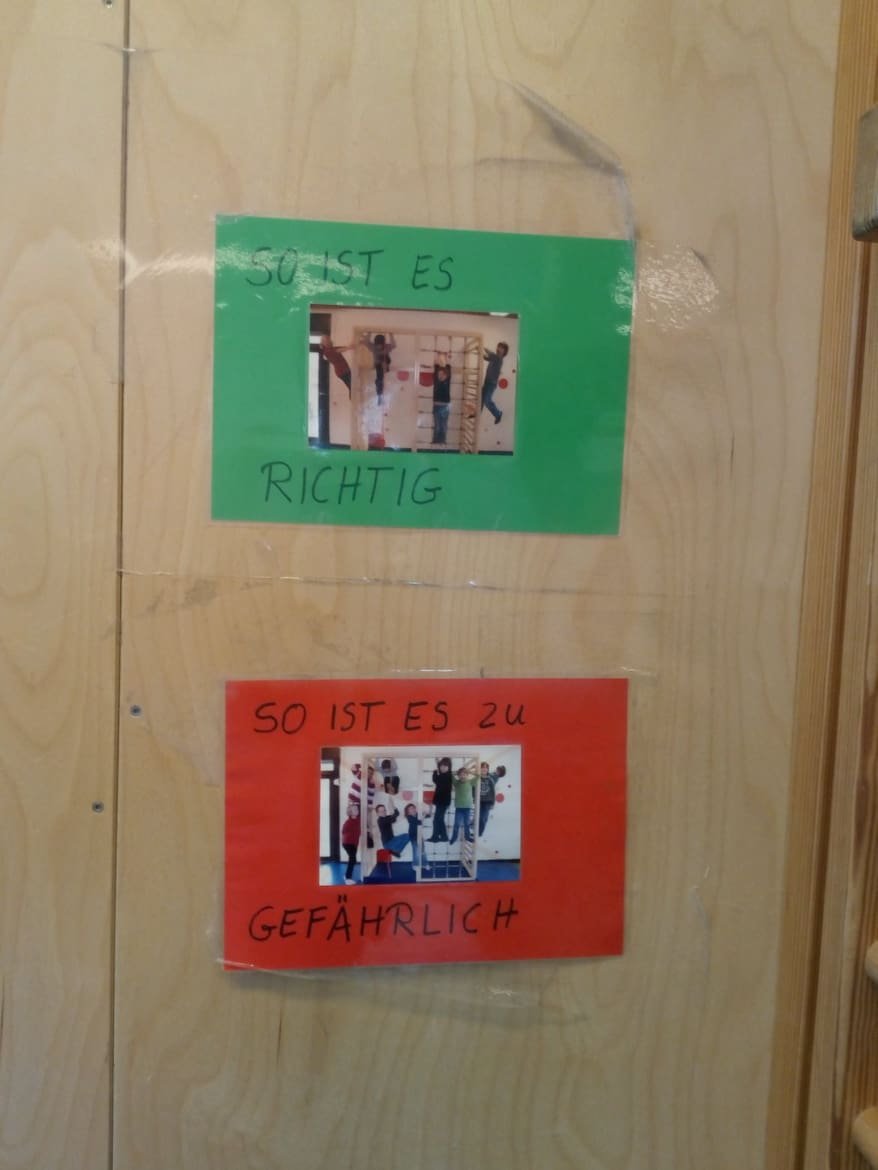 SO IST ES
RICHTIG
SO IST ES ZU
GEFÄHRLICH